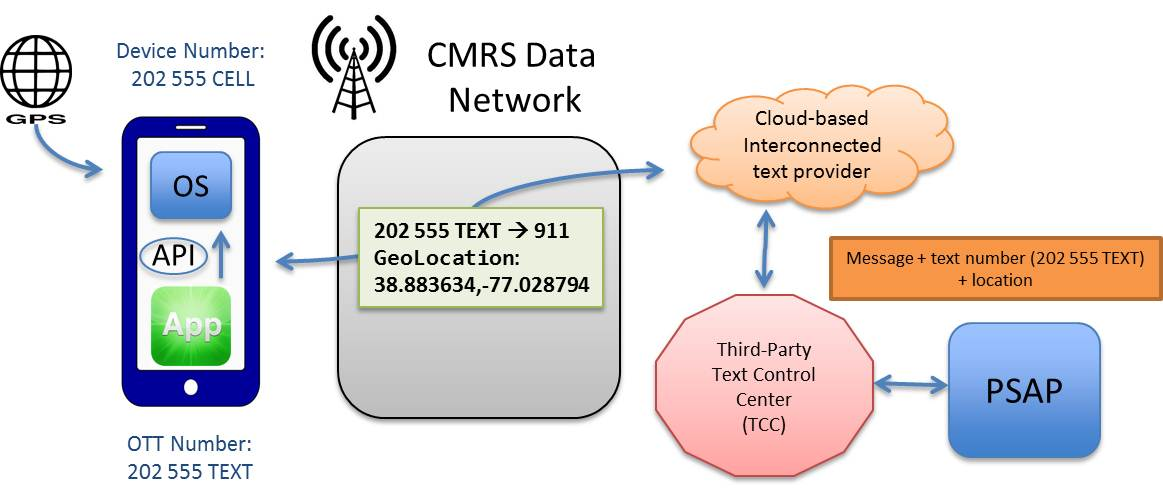 GPS
Device Number:
202 555 CELL
OS
API
App
OTT Number:
202 555 TEXT
CMRS Data
Network
202 555 TEXT → 911
GeoLocation:
38.883634,-77.028794
Cloud-based
Interconnected
text provider
Message + text number (202 555 TEXT)
+ location
Third-Party
Text Control
Center
(TCC)
PSAP